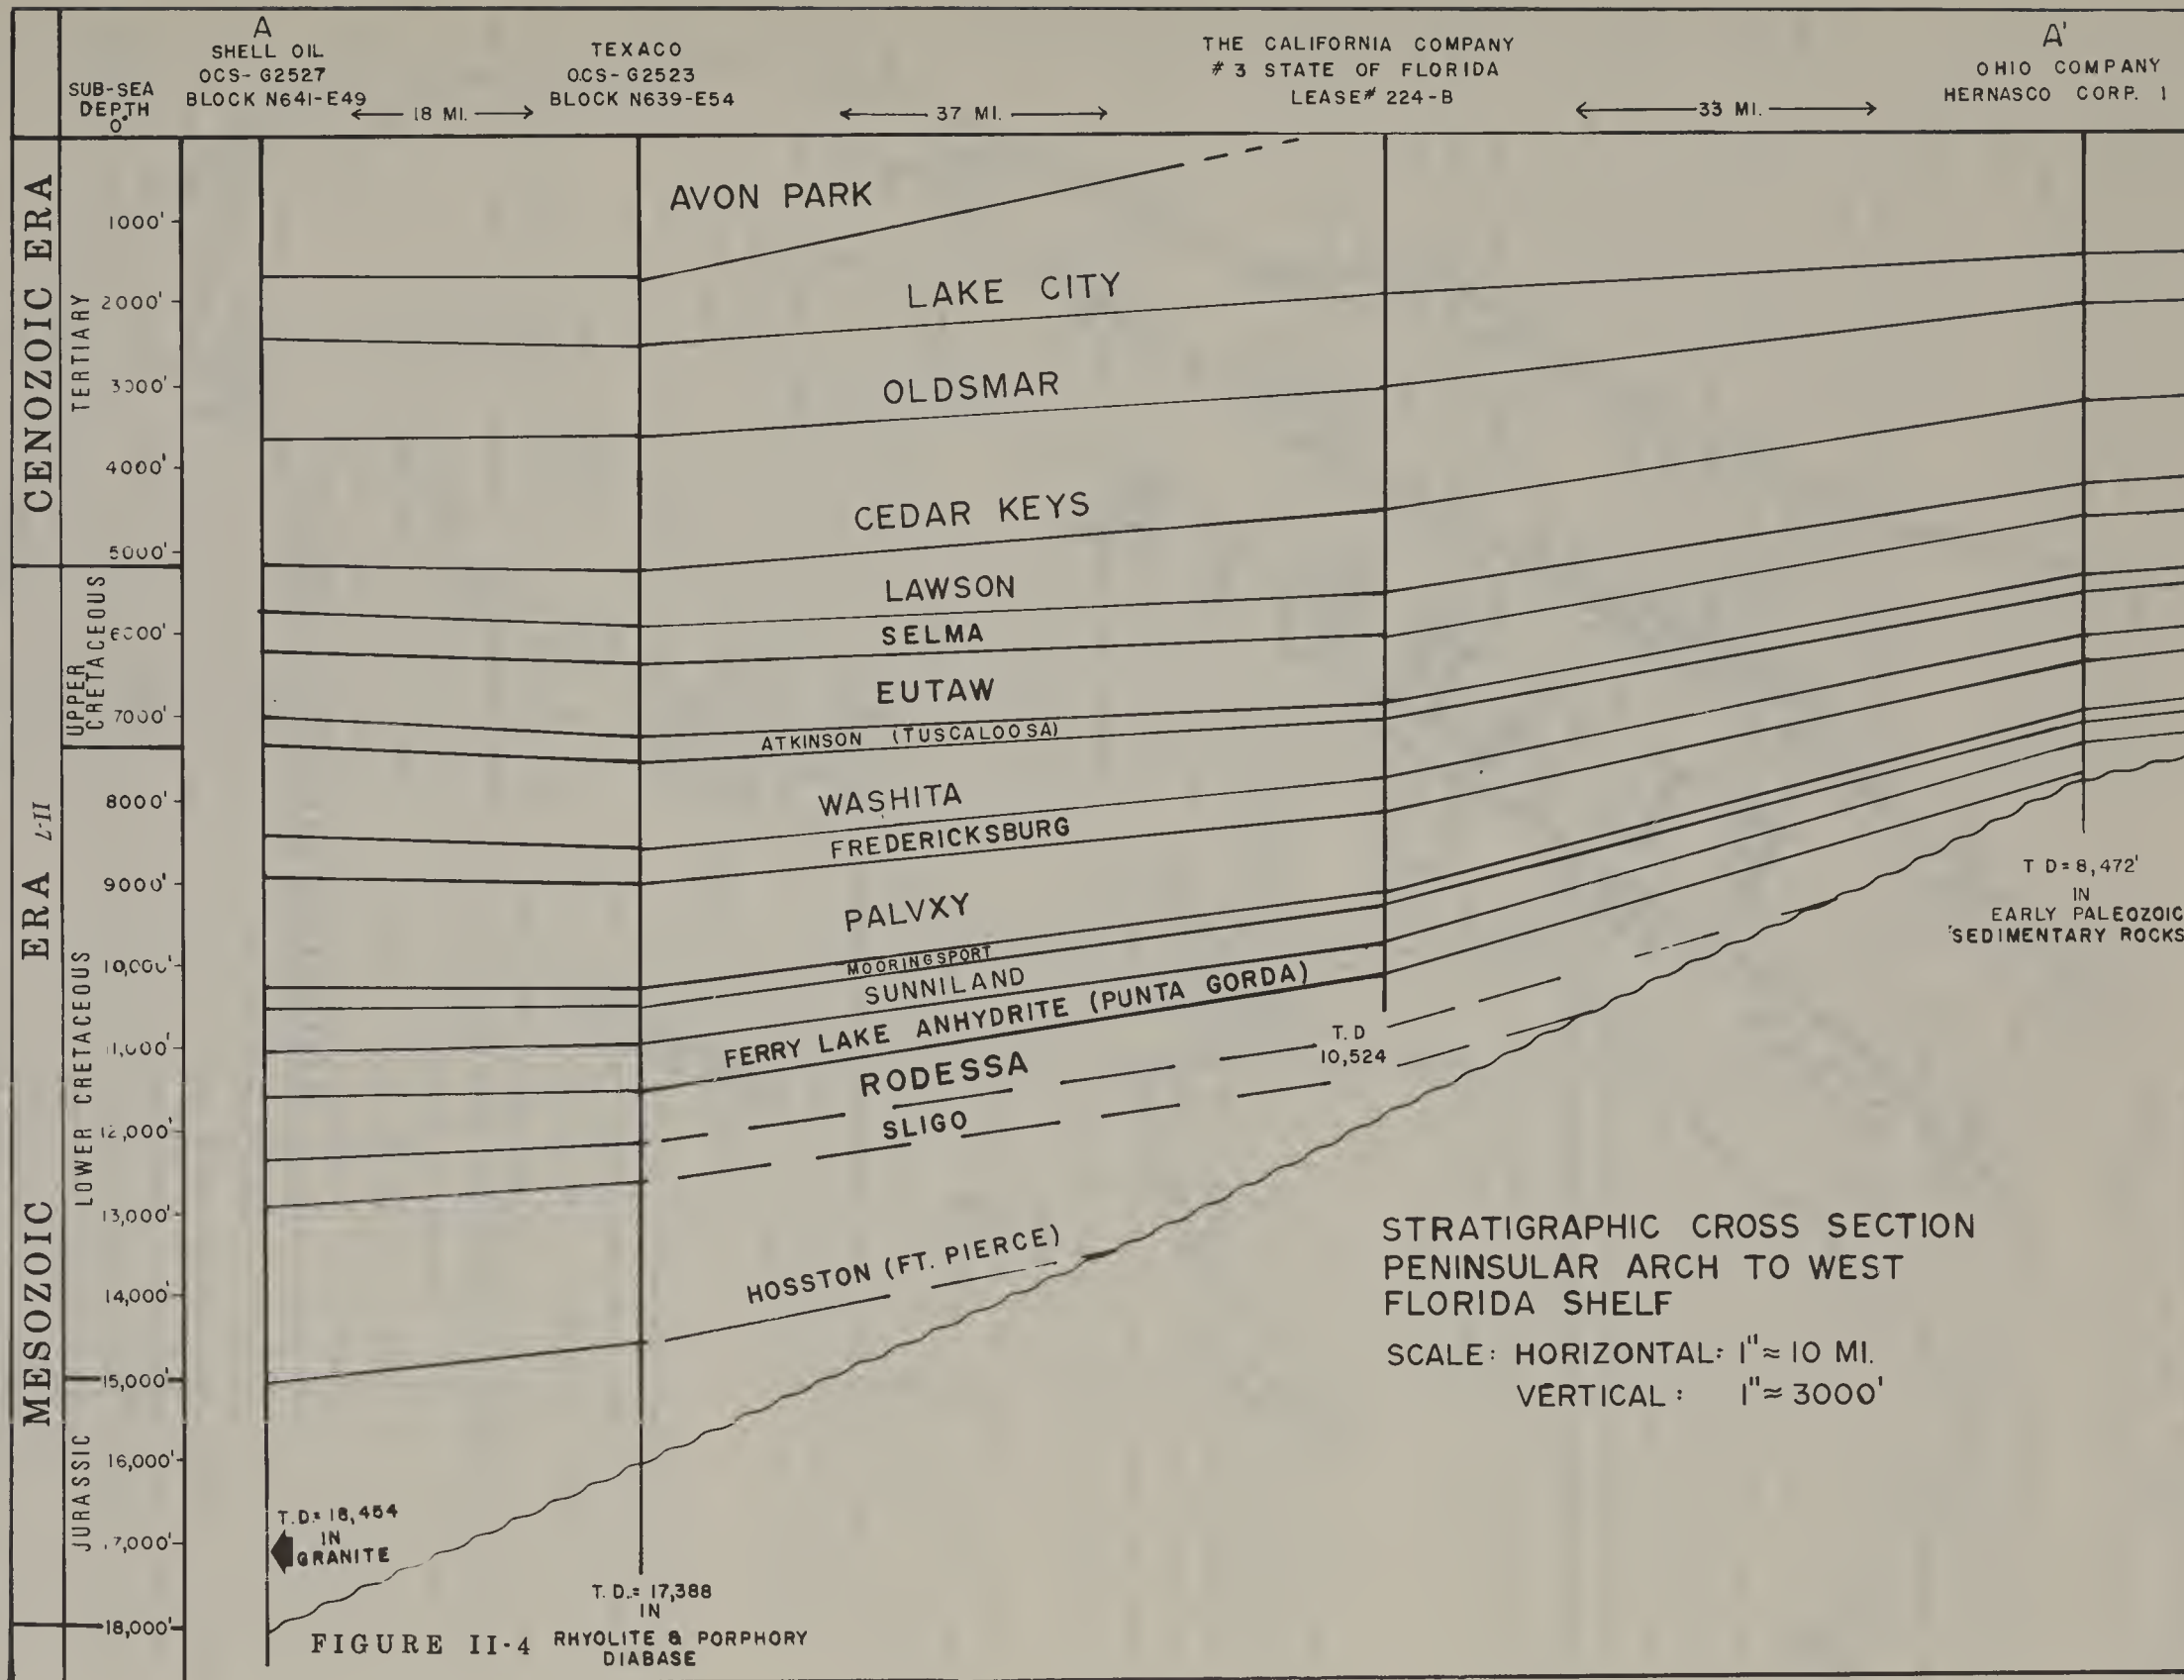 A
SHELL OIL
OCS-G2527
BLOCK N641-E49
TEXACO
OCS-G2523
BLOCK N639-E54
THE CALIFORNIA COMPANY
#3 STATE OF FLORIDA
LEASE# 224-B
A'
OHIO COMPANY
HERNASCO CORP. 1
SUB-SEA
DEPTH
0'
18 MI.
37 MI.
33 MI.
CENOZOIC ERA
TERTIARY
1000'
2000'
3000'
4000'
5000'
MESOZOIC ERA
II-7
UPPER
CRETACEOUS
6000'
7000'
LOWER CRETACEOUS
8000'
9000'
10,000'
11,000'
12,000'
13,000'
14,000'
15,000'
JURASSIC
16,000'
17,000'
18,000'
AVON PARK
LAKE CITY
OLDSMAR
CEDAR KEYS
LAWSON
SELMA
EUTAW
ATKINSON (TUSCALOOSA)
WASHITA
FREDERICKSBURG
PALVXY
MOORINGSPORT
SUNNILAND
FERRY LAKE ANHYDRITE (PUNTA GORDA)
RODESSA
SLIGO
HOSSTON (FT. PIERCE)
T.D
10,524
T D=8,472'
IN
EARLY PALEOZOIC
SEDIMENTARY ROCKS
STRATIGRAPHIC CROSS SECTION
PENINSULAR ARCH TO WEST
FLORIDA SHELF
SCALE: HORIZONTAL: 1"≈ 10 MI.
VERTICAL: 1"≈ 3000'
T.D.= 18,454
IN
GRANITE
T.D.= 17,388
IN
RHYOLITE & PORPHORY
DIABASE
FIGURE II-4